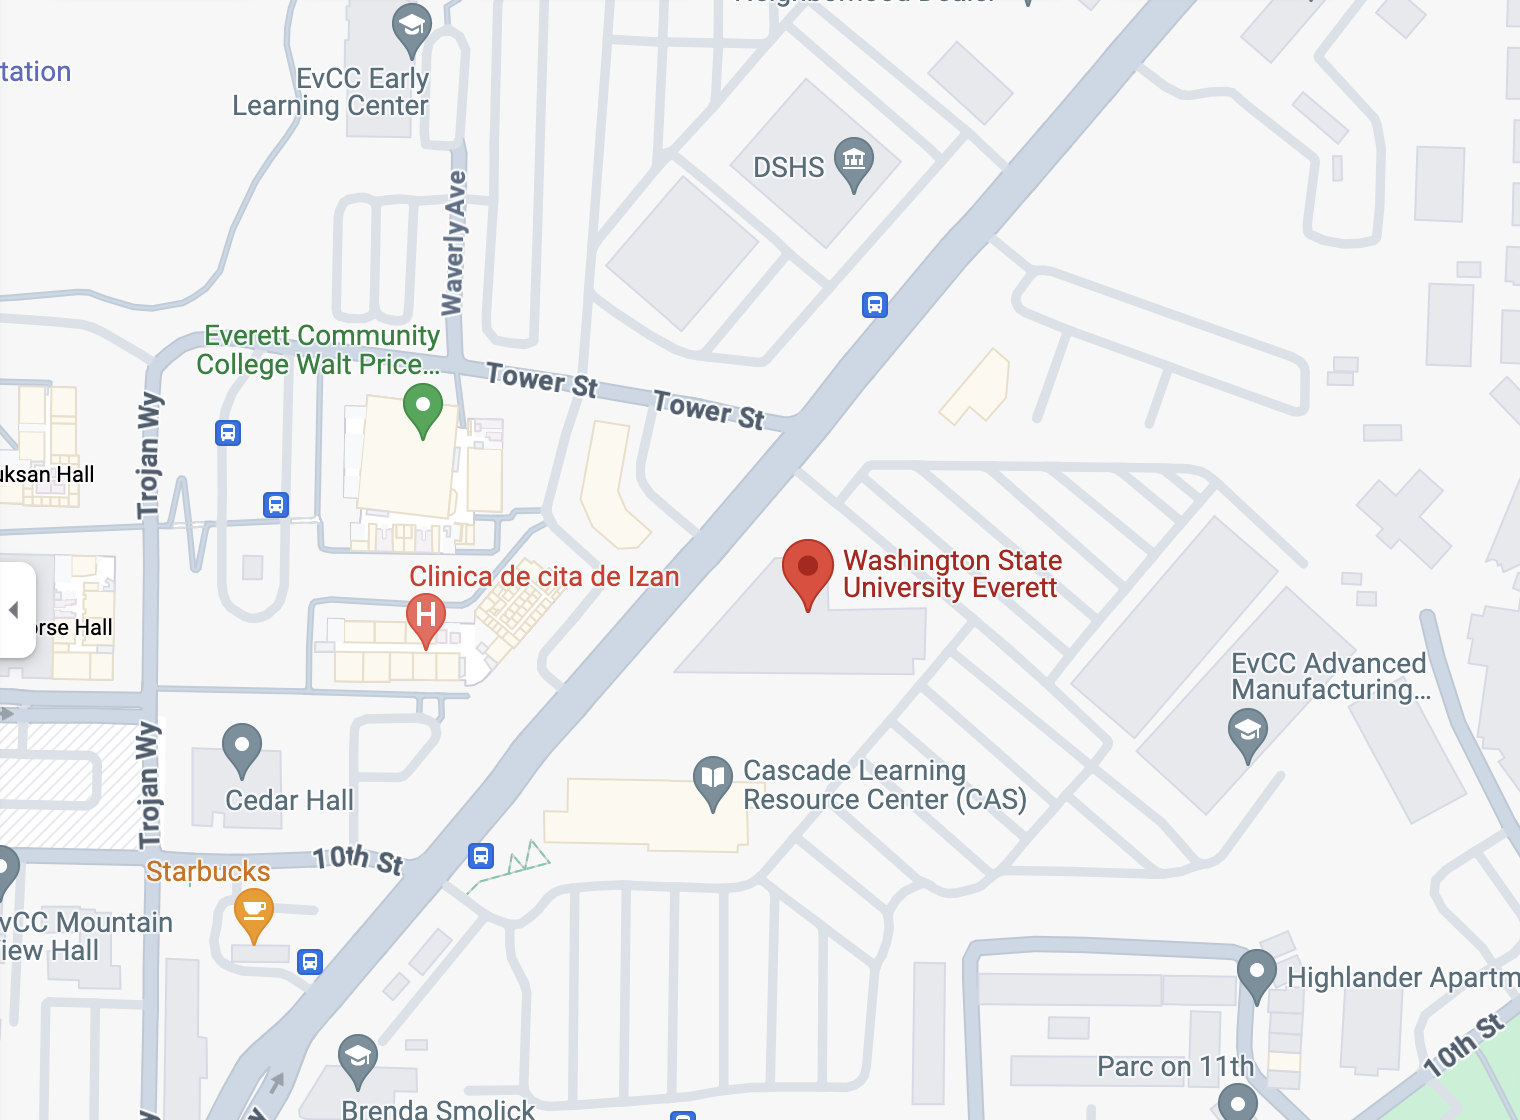 tation
EvCC Early
Learning Center
DSHS
Waverly Ave
Everett Community
College Walt Price...
Tower St
Tower St
Trojan Wy
uksan Hall
Clinica de cita de Izan
H
Washington State
University Everett
orse Hall
EvCC Advanced
Manufacturing...
Trojan Wy
Cedar Hall
Cascade Learning
Resource Center (CAS)
10th St
Starbucks
vCC Mountain
iew Hall
Highlander Apartm
10th St
Parc on 11th
Brenda Smolick